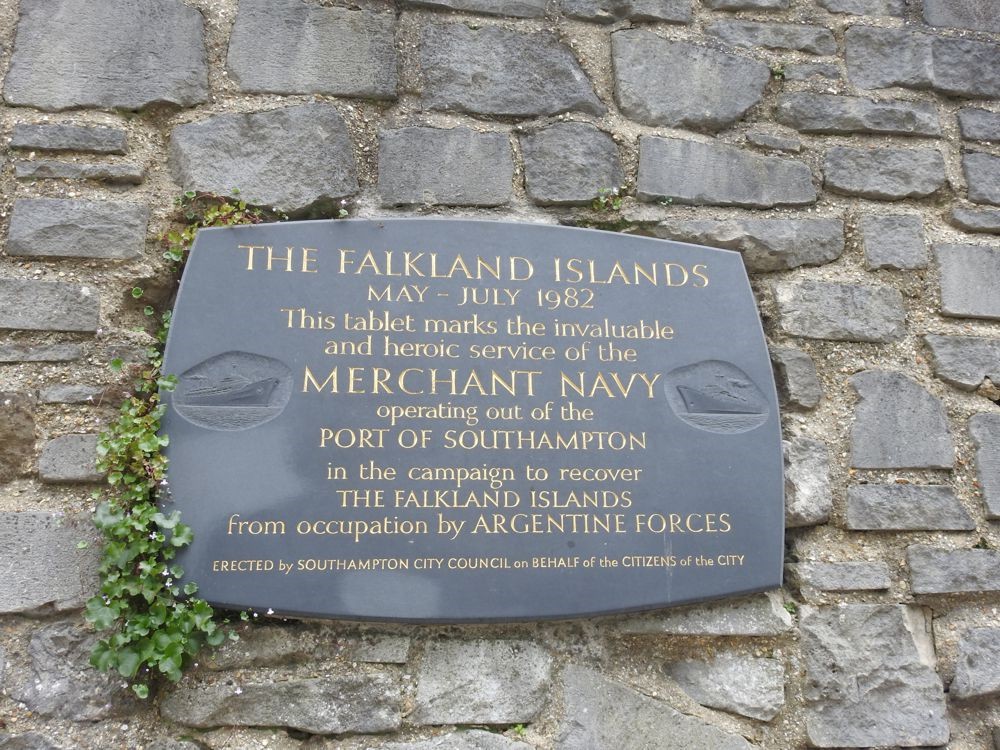 THE FALKLAND ISLANDS
MAY - JULY 1982
This tablet marks the invaluable
and heroic service of the
MERCHANT NAVY
operating out of the
PORT OF SOUTHAMPTON
in the campaign to recover
THE FALKLAND ISLANDS
from occupation by ARGENTINE FORCES
ERECTED by SOUTHAMPTON CITY COUNCIL on BEHALF of the CITIZENS of the CITY